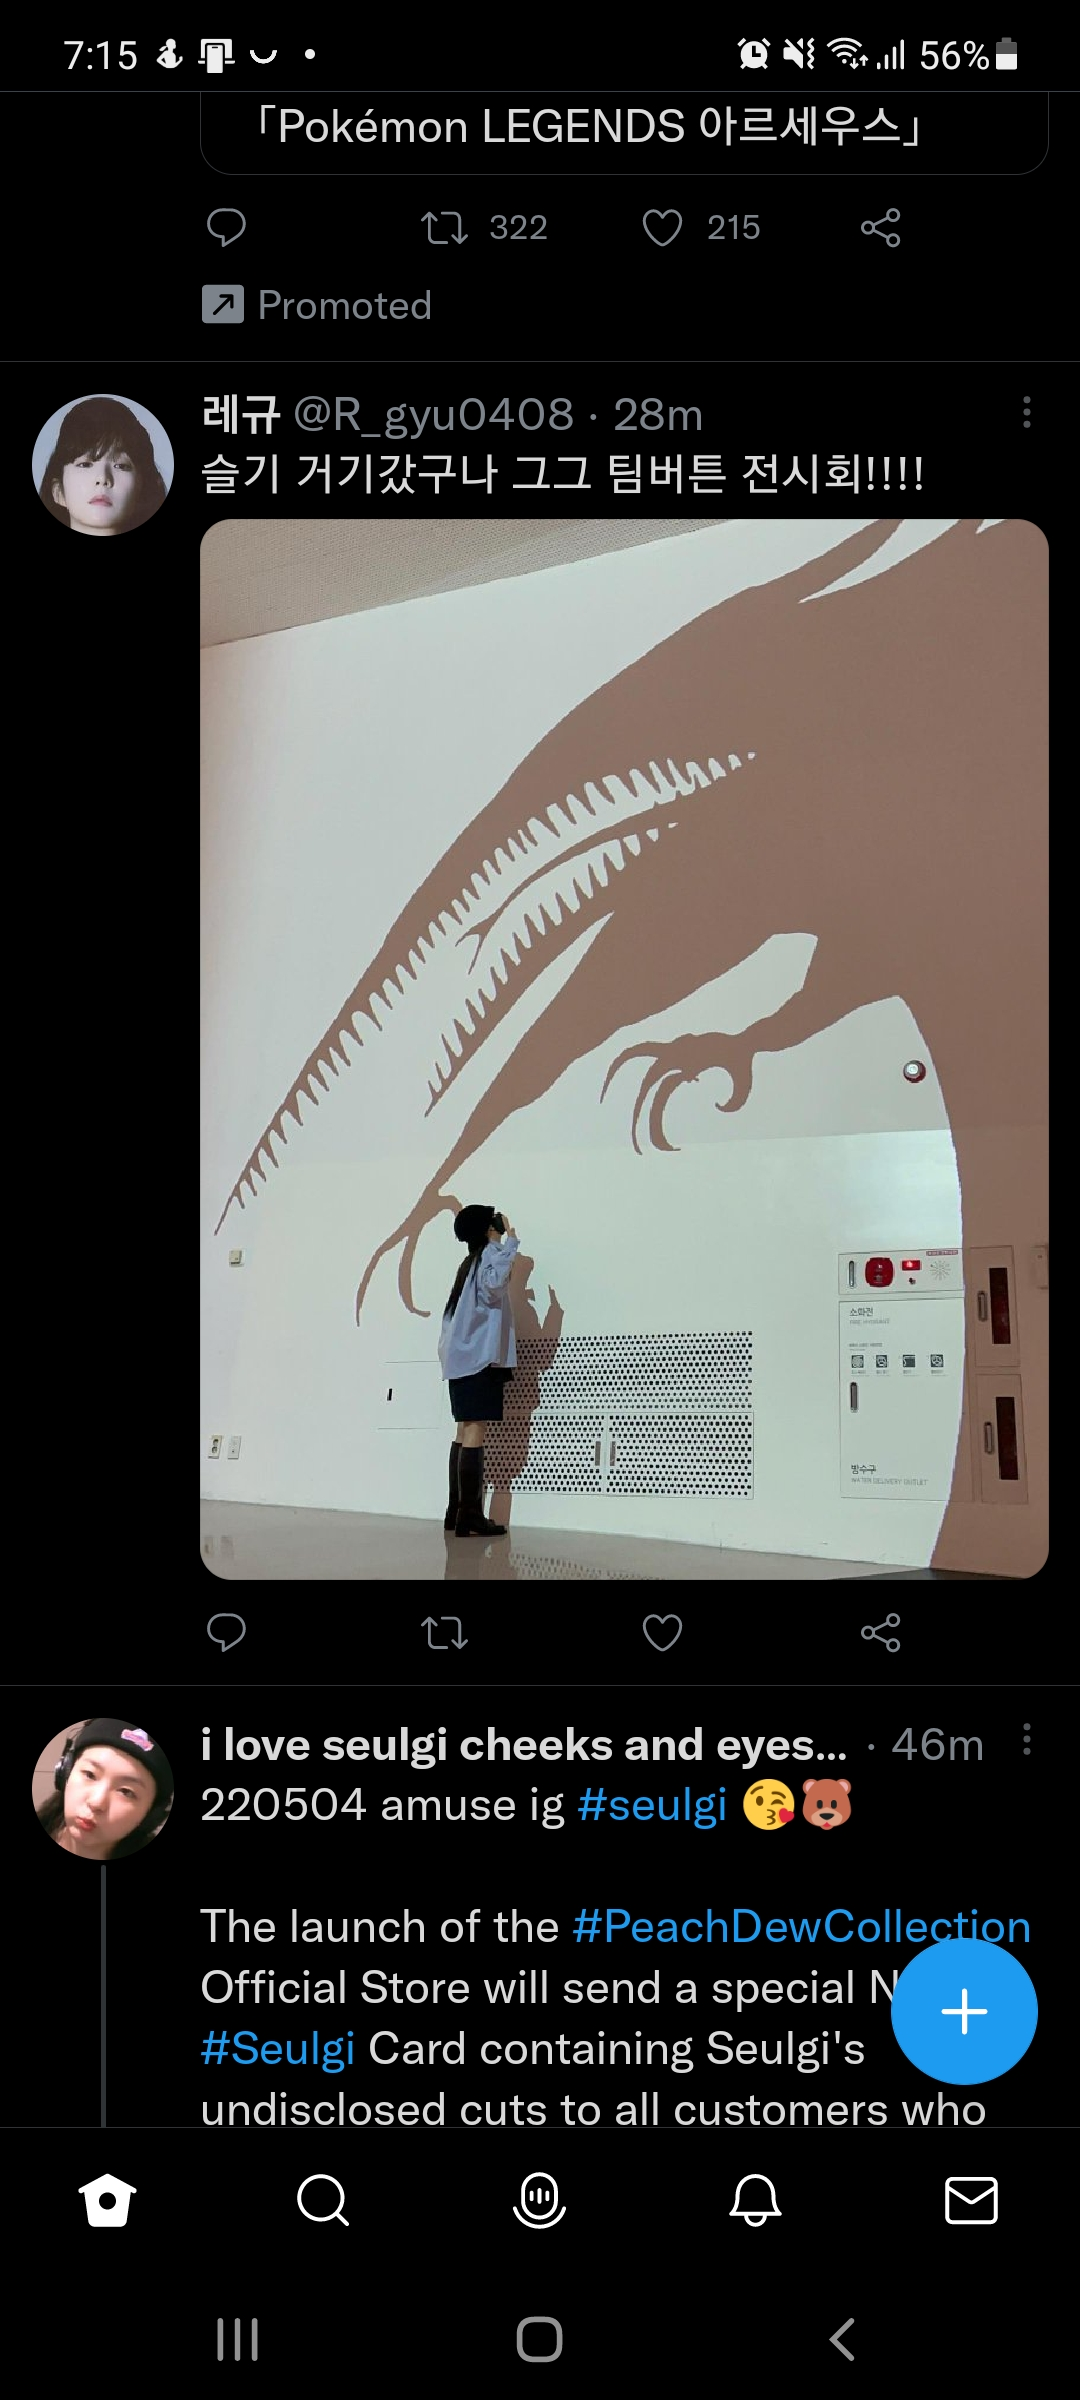 7:15
56%
「Pokémon LEGENDS 아르세우스」
322
215
Promoted
레규 @R_gyu0408 · 28m
슬기 거기갔구나 그그 팀버튼 전시회!!!!
소화전
방수구
WATER DELIVERY OUTLET
i love seulgi cheeks and eyes... · 46m
220504 amuse ig #seulgi 😘🐻
The launch of the #PeachDewCollection
Official Store will send a special N
#Seulgi Card containing Seulgi's
undisclosed cuts to all customers who